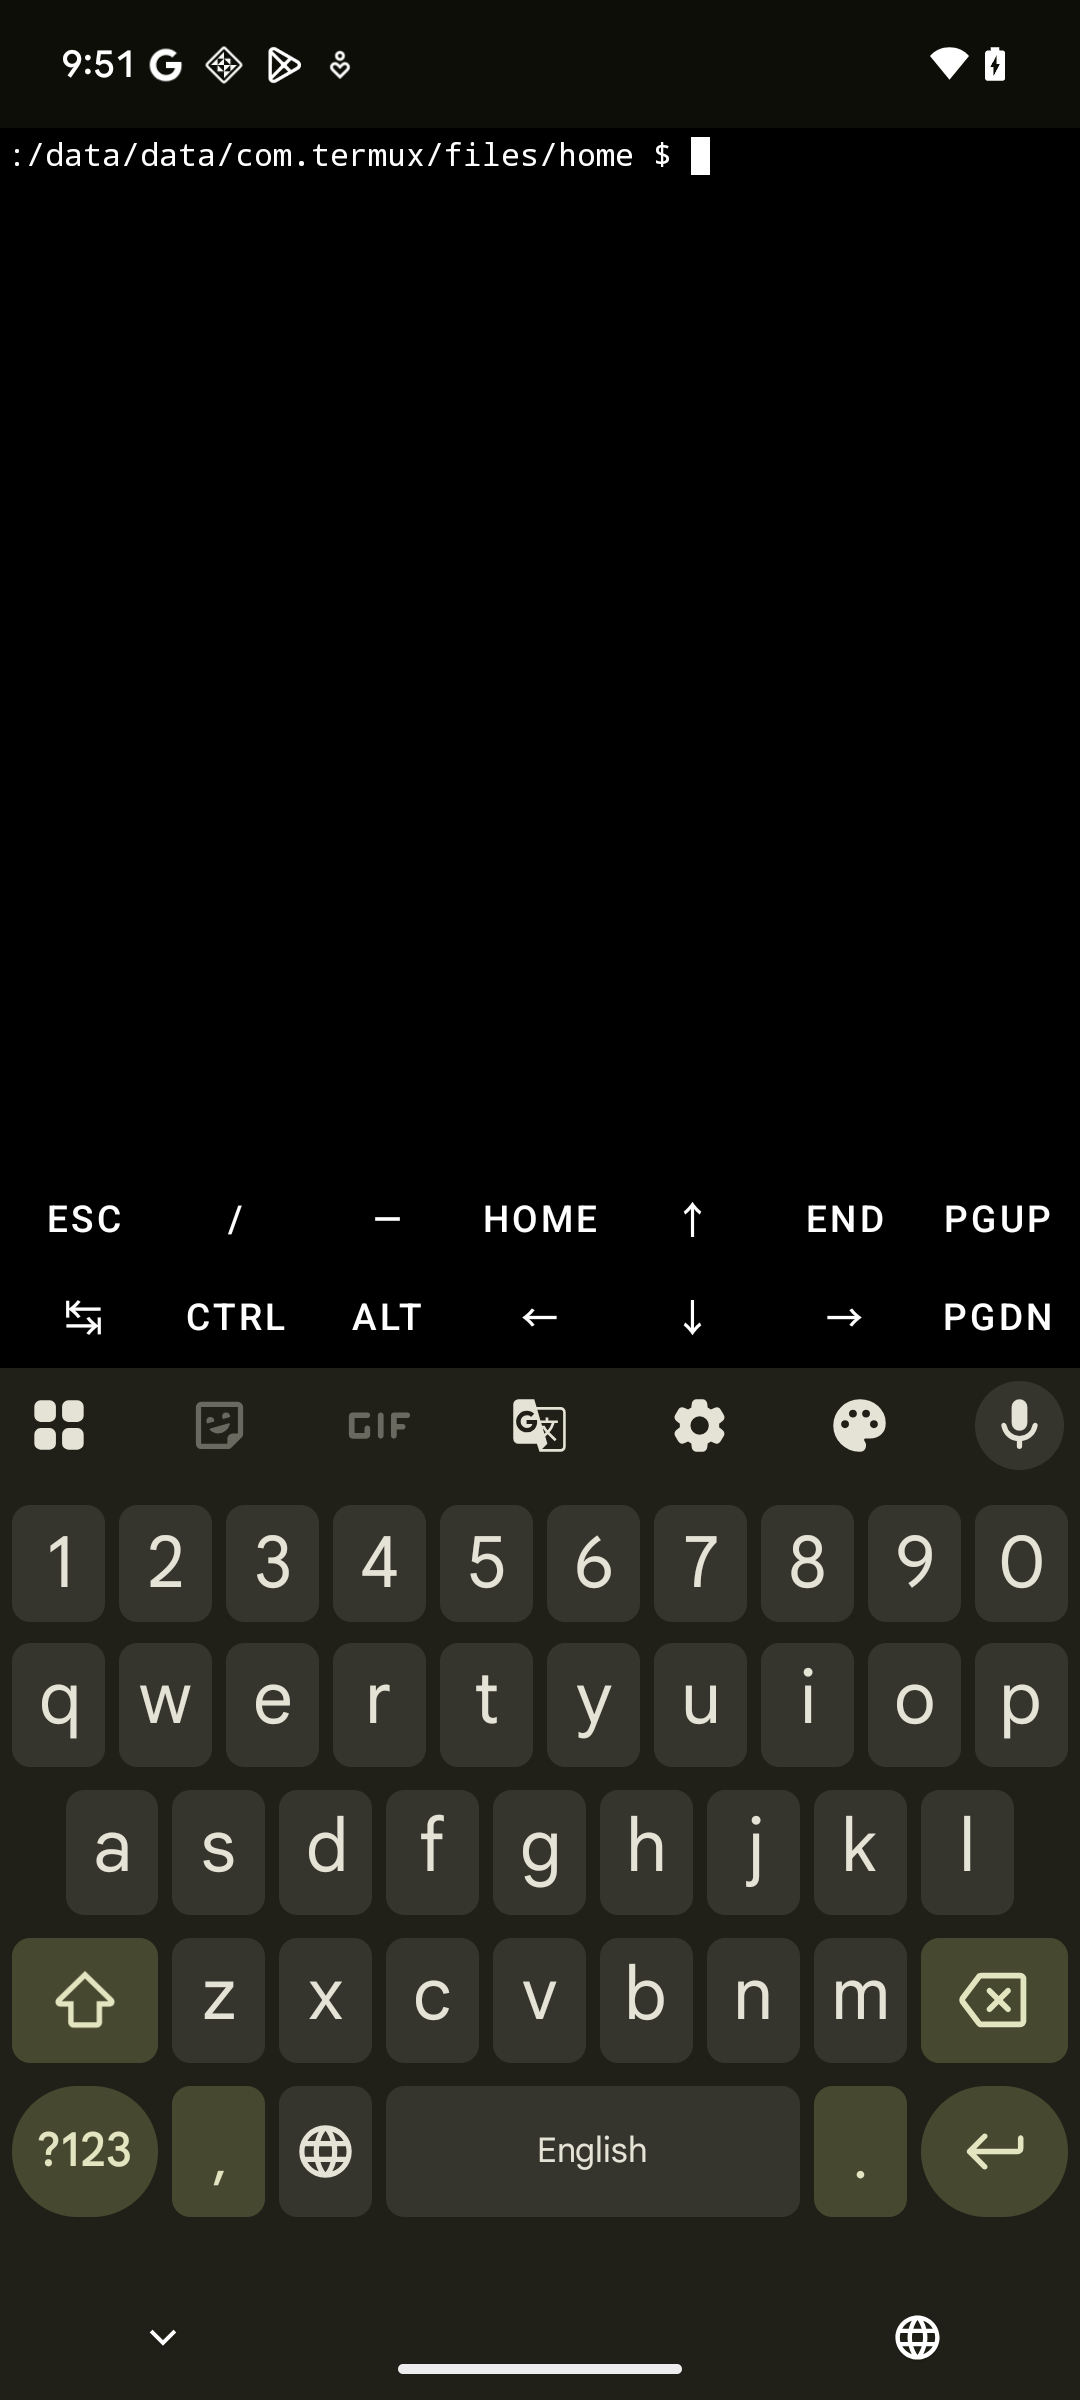 9:51
:/data/data/com.termux/files/home $
ESC / — HOME ↑ END PGUP
↹ CTRL ALT ← ↓ → PGDN
GIF G 文
1 2 3 4 5 6 7 8 9 0
q w e r t y u i o p
a s d f g h j k l
z x c v b n m
?123 , English .